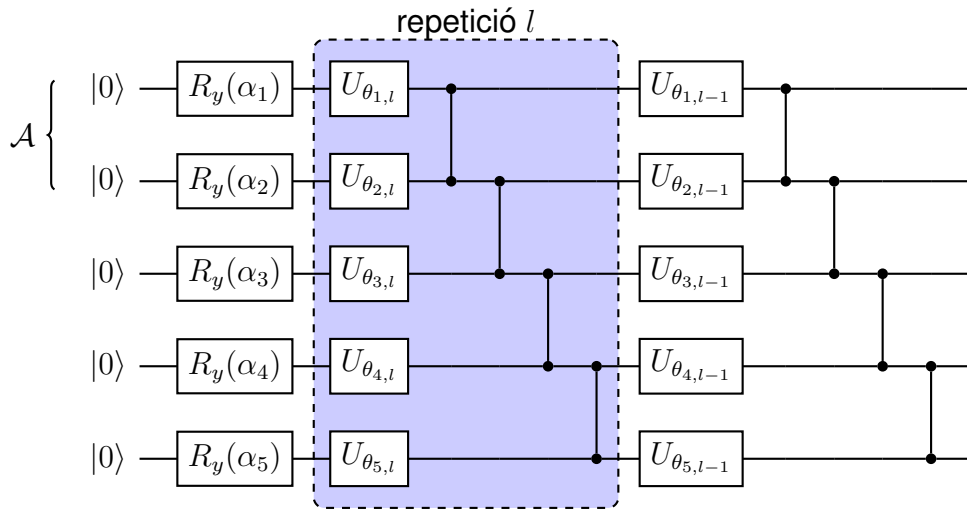 repetició l
|0⟩ R_y(α_1) U_{θ_{1,l}} U_{θ_{1,l−1}}
𝒜
|0⟩ R_y(α_2) U_{θ_{2,l}} U_{θ_{2,l−1}}
|0⟩ R_y(α_3) U_{θ_{3,l}} U_{θ_{3,l−1}}
|0⟩ R_y(α_4) U_{θ_{4,l}} U_{θ_{4,l−1}}
|0⟩ R_y(α_5) U_{θ_{5,l}} U_{θ_{5,l−1}}